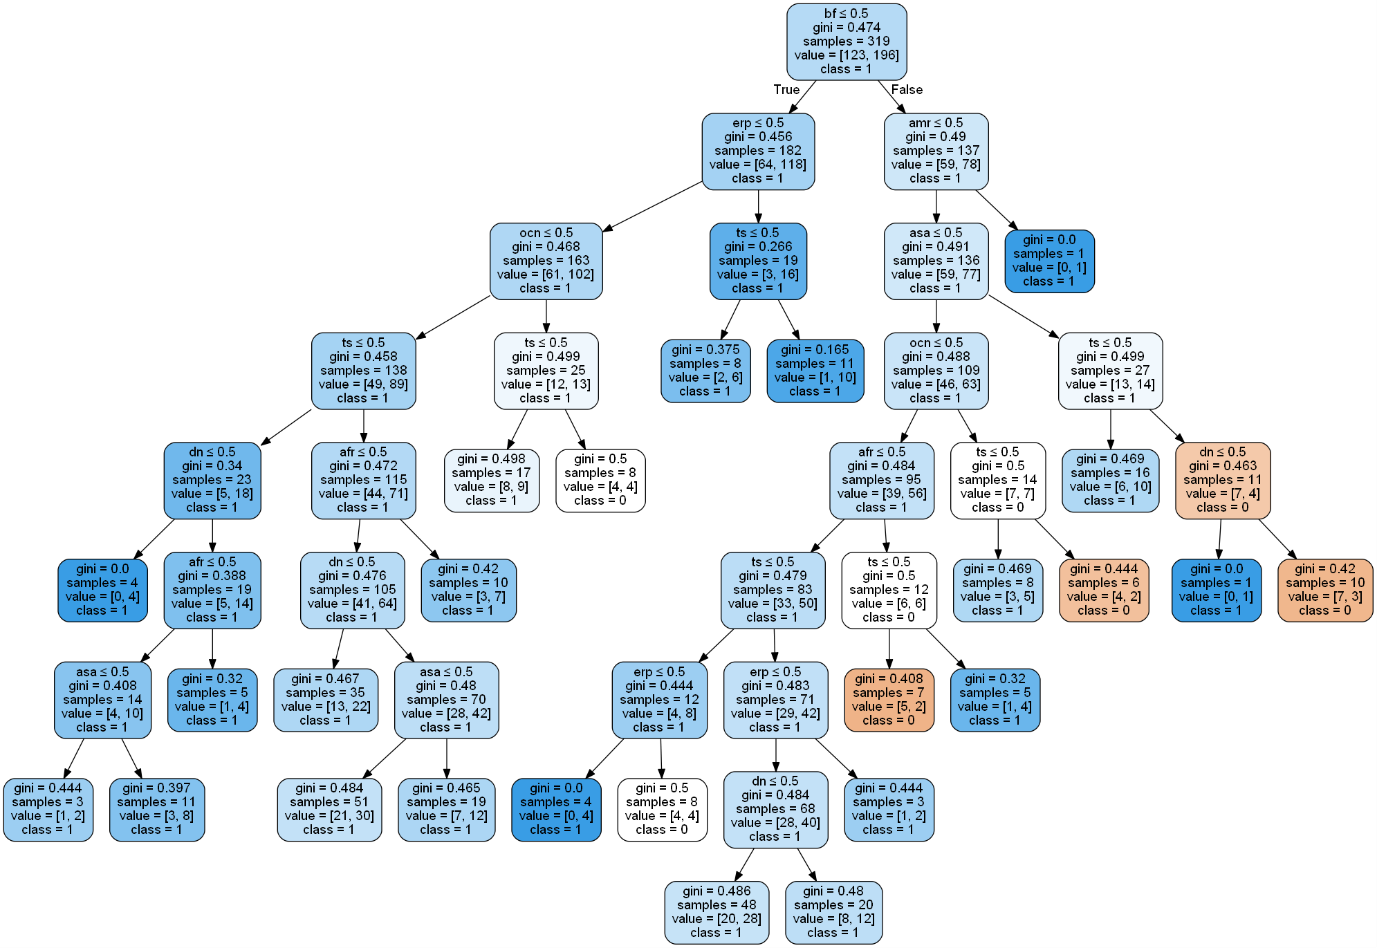 bf ≤ 0.5
gini = 0.474
samples = 319
value = [123, 196]
class = 1
True
False
erp ≤ 0.5
gini = 0.456
samples = 182
value = [64, 118]
class = 1
amr ≤ 0.5
gini = 0.49
samples = 137
value = [59, 78]
class = 1
ocn ≤ 0.5
gini = 0.468
samples = 163
value = [61, 102]
class = 1
ts ≤ 0.5
gini = 0.266
samples = 19
value = [3, 16]
class = 1
asa ≤ 0.5
gini = 0.491
samples = 136
value = [59, 77]
class = 1
gini = 0.0
samples = 1
value = [0, 1]
class = 1
ts ≤ 0.5
gini = 0.458
samples = 138
value = [49, 89]
class = 1
ts ≤ 0.5
gini = 0.499
samples = 25
value = [12, 13]
class = 1
gini = 0.375
samples = 8
value = [2, 6]
class = 1
gini = 0.165
samples = 11
value = [1, 10]
class = 1
ocn ≤ 0.5
gini = 0.488
samples = 109
value = [46, 63]
class = 1
ts ≤ 0.5
gini = 0.499
samples = 27
value = [13, 14]
class = 1
dn ≤ 0.5
gini = 0.34
samples = 23
value = [5, 18]
class = 1
afr ≤ 0.5
gini = 0.472
samples = 115
value = [44, 71]
class = 1
gini = 0.498
samples = 17
value = [8, 9]
class = 1
gini = 0.5
samples = 8
value = [4, 4]
class = 0
afr ≤ 0.5
gini = 0.484
samples = 95
value = [39, 56]
class = 1
ts ≤ 0.5
gini = 0.5
samples = 14
value = [7, 7]
class = 0
gini = 0.469
samples = 16
value = [6, 10]
class = 1
dn ≤ 0.5
gini = 0.463
samples = 11
value = [7, 4]
class = 0
gini = 0.0
samples = 4
value = [0, 4]
class = 1
afr ≤ 0.5
gini = 0.388
samples = 19
value = [5, 14]
class = 1
dn ≤ 0.5
gini = 0.476
samples = 105
value = [41, 64]
class = 1
gini = 0.42
samples = 10
value = [3, 7]
class = 1
ts ≤ 0.5
gini = 0.479
samples = 83
value = [33, 50]
class = 1
ts ≤ 0.5
gini = 0.5
samples = 12
value = [6, 6]
class = 0
gini = 0.469
samples = 8
value = [3, 5]
class = 1
gini = 0.444
samples = 6
value = [4, 2]
class = 0
gini = 0.0
samples = 1
value = [0, 1]
class = 1
gini = 0.42
samples = 10
value = [7, 3]
class = 0
asa ≤ 0.5
gini = 0.408
samples = 14
value = [4, 10]
class = 1
gini = 0.32
samples = 5
value = [1, 4]
class = 1
gini = 0.467
samples = 35
value = [13, 22]
class = 1
asa ≤ 0.5
gini = 0.48
samples = 70
value = [28, 42]
class = 1
erp ≤ 0.5
gini = 0.444
samples = 12
value = [4, 8]
class = 1
erp ≤ 0.5
gini = 0.483
samples = 71
value = [29, 42]
class = 1
gini = 0.408
samples = 7
value = [5, 2]
class = 0
gini = 0.32
samples = 5
value = [1, 4]
class = 1
gini = 0.444
samples = 3
value = [1, 2]
class = 1
gini = 0.397
samples = 11
value = [3, 8]
class = 1
gini = 0.484
samples = 51
value = [21, 30]
class = 1
gini = 0.465
samples = 19
value = [7, 12]
class = 1
gini = 0.0
samples = 4
value = [0, 4]
class = 1
gini = 0.5
samples = 8
value = [4, 4]
class = 0
dn ≤ 0.5
gini = 0.484
samples = 68
value = [28, 40]
class = 1
gini = 0.444
samples = 3
value = [1, 2]
class = 1
gini = 0.486
samples = 48
value = [20, 28]
class = 1
gini = 0.48
samples = 20
value = [8, 12]
class = 1